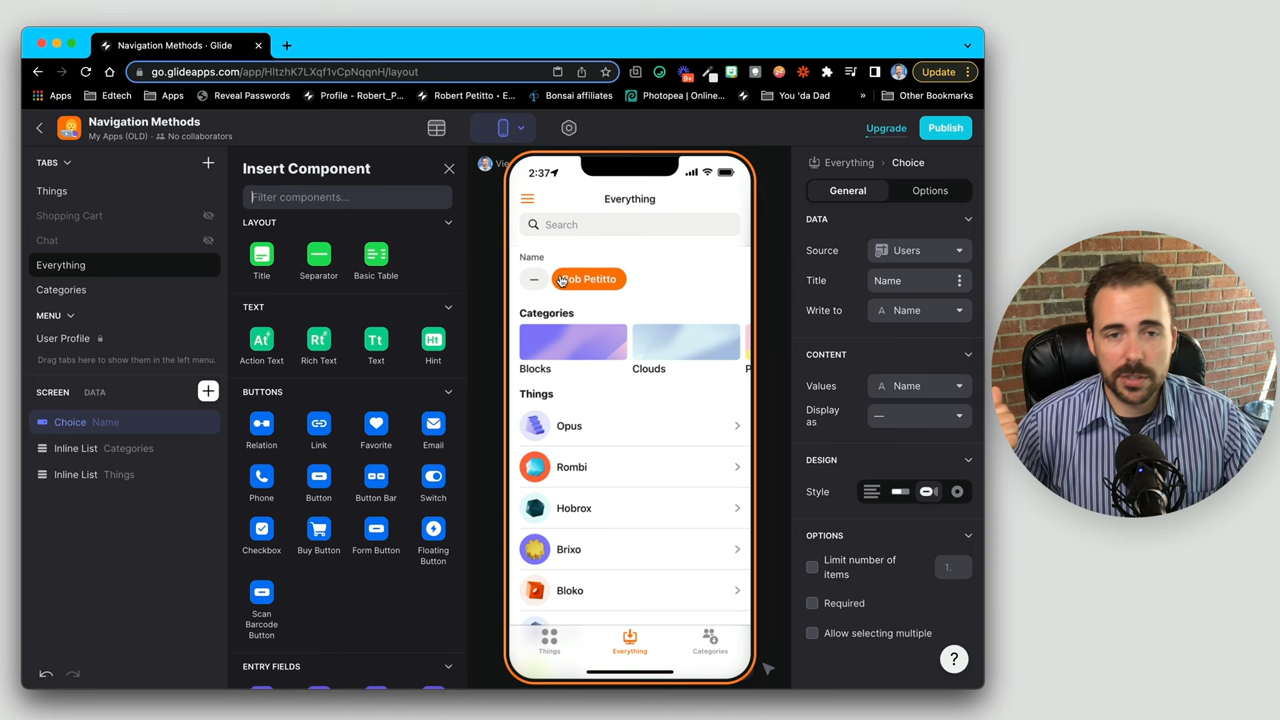 Navigation Methods · Glide
go.glideapps.com/app/HItzhK7LXqf1vCpNqqnH/layout
Update
Apps
Edtech
Apps
Reveal Passwords
Profile - Robert_P...
Robert Petitto • E...
Bonsai affiliates
Photopea | Online...
You 'da Dad
»
Other Bookmarks
Navigation Methods
My Apps (OLD) · No collaborators
Upgrade
Publish
TABS
Things
Shopping Cart
Chat
Everything
Categories
MENU
User Profile
Drag tabs here to show them in the left menu.
SCREEN
DATA
Choice Name
Inline List Categories
Inline List Things
Insert Component
Filter components...
LAYOUT
Title
Separator
Basic Table
TEXT
Action Text
Rich Text
Text
Hint
BUTTONS
Relation
Link
Favorite
Email
Phone
Button
Button Bar
Switch
Checkbox
Buy Button
Form Button
Floating
Button
Scan
Barcode
Button
ENTRY FIELDS
2:37
Everything
Search
Name
—
Petitto
Categories
Blocks
Clouds
Things
Opus
Rombi
Hobrox
Brixo
Bloko
Things
Everything
Categories
Everything
Choice
General
Options
DATA
Source
Users
Title
Name
Write to
Name
CONTENT
Values
Name
Display
as
—
DESIGN
Style
OPTIONS
Limit number of
items
1.
Required
Allow selecting multiple
?